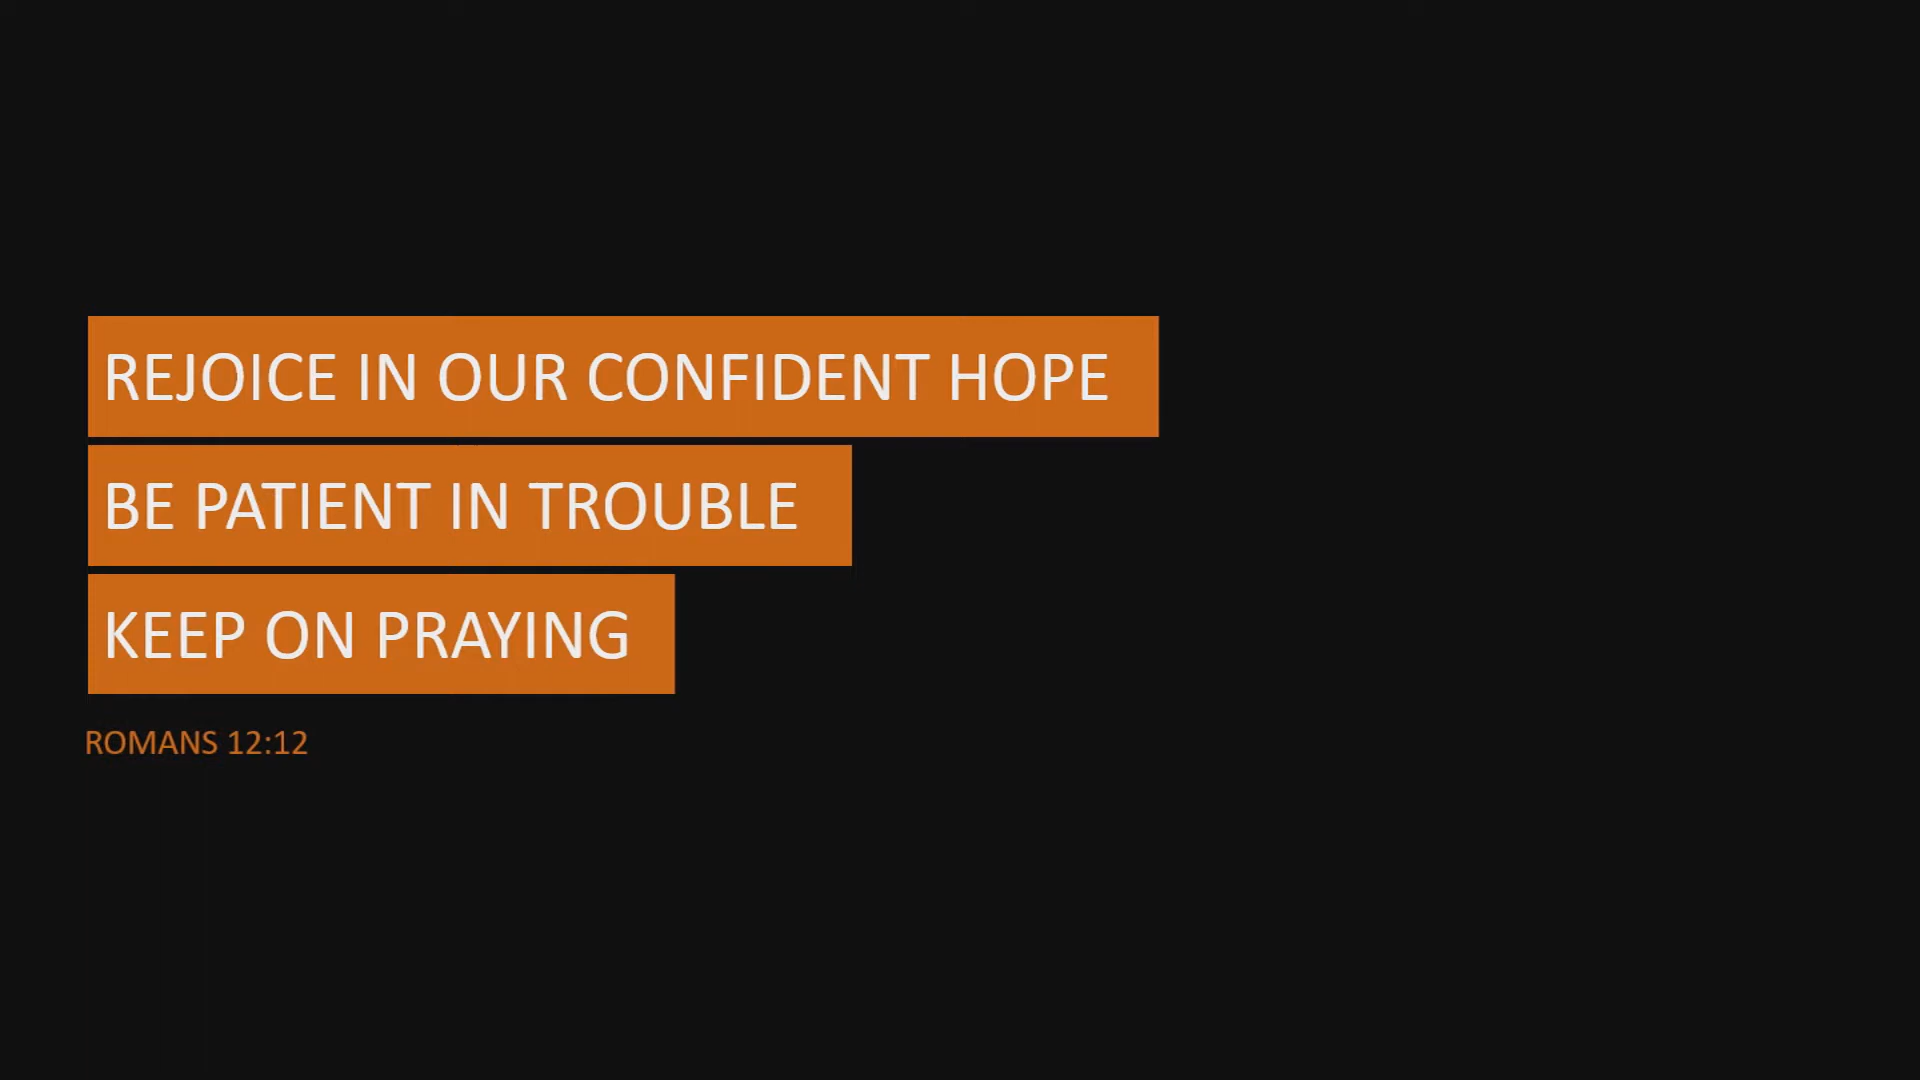 REJOICE IN OUR CONFIDENT HOPE
BE PATIENT IN TROUBLE
KEEP ON PRAYING
ROMANS 12:12